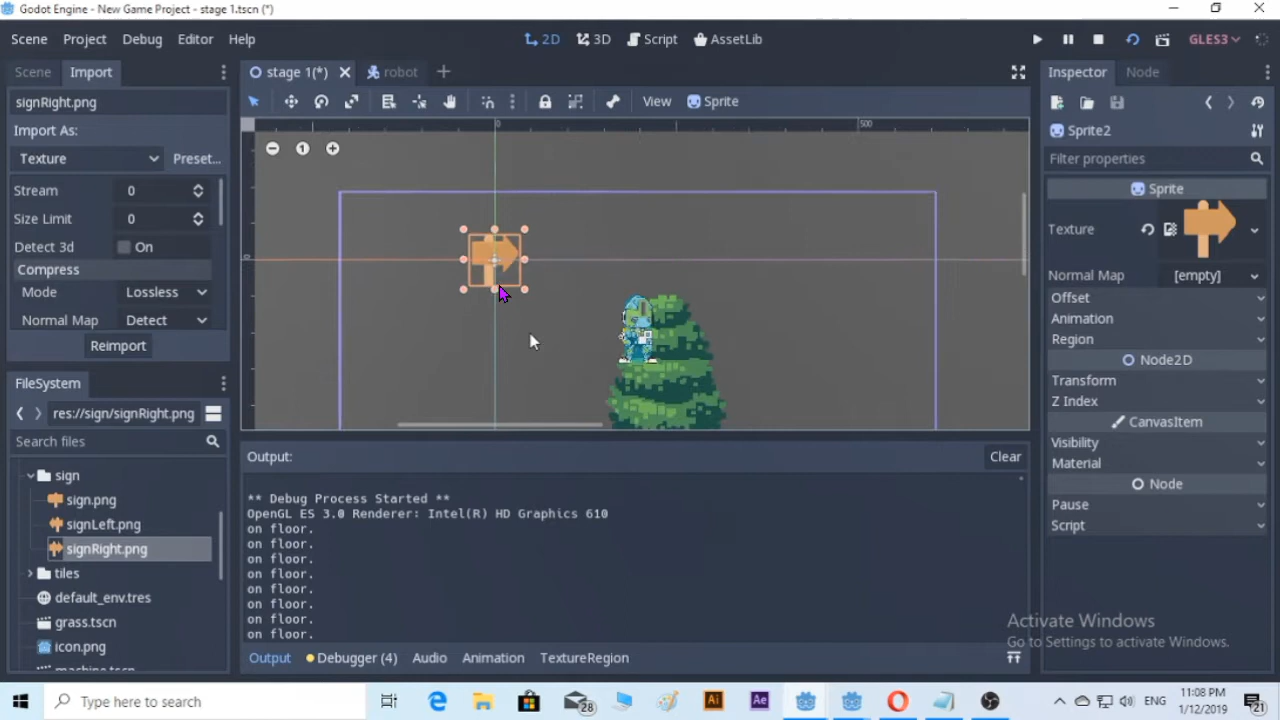 Godot Engine - New Game Project - stage 1.tscn (*)
Scene Project Debug Editor Help
2D 3D Script AssetLib
GLES3
Scene Import
stage 1(*) robot
Inspector Node
signRight.png
View Sprite
Import As:
Texture Preset...
Stream 0
Size Limit 0
Detect 3d On
Compress
Mode Lossless
Normal Map Detect
Reimport
0 500
0
1
Sprite2
Filter properties
Sprite
Texture
Normal Map [empty]
Offset
Animation
Region
Node2D
Transform
Z Index
CanvasItem
Visibility
Material
Node
Pause
Script
FileSystem
res://sign/signRight.png
Search files
sign
sign.png
signLeft.png
signRight.png
tiles
default_env.tres
grass.tscn
icon.png
machine.tscn
Output: Clear
** Debug Process Started **
OpenGL ES 3.0 Renderer: Intel(R) HD Graphics 610
on floor.
on floor.
on floor.
on floor.
on floor.
on floor.
on floor.
on floor.
Output Debugger (4) Audio Animation TextureRegion
Activate Windows
Go to Settings to activate Windows.
Type here to search
28
Ai
Ae
ENG
11:08 PM
1/12/2019
21